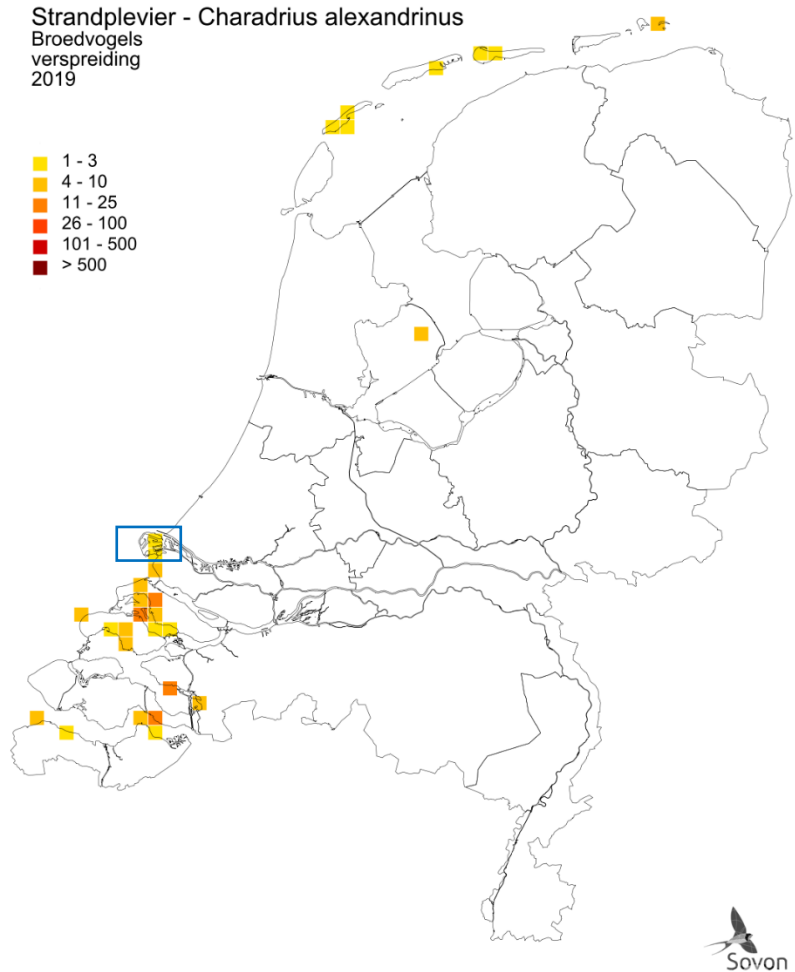 Strandplevier - Charadrius alexandrinus
Broedvogels
verspreiding
2019
1 - 3
4 - 10
11 - 25
26 - 100
101 - 500
> 500
Sovon